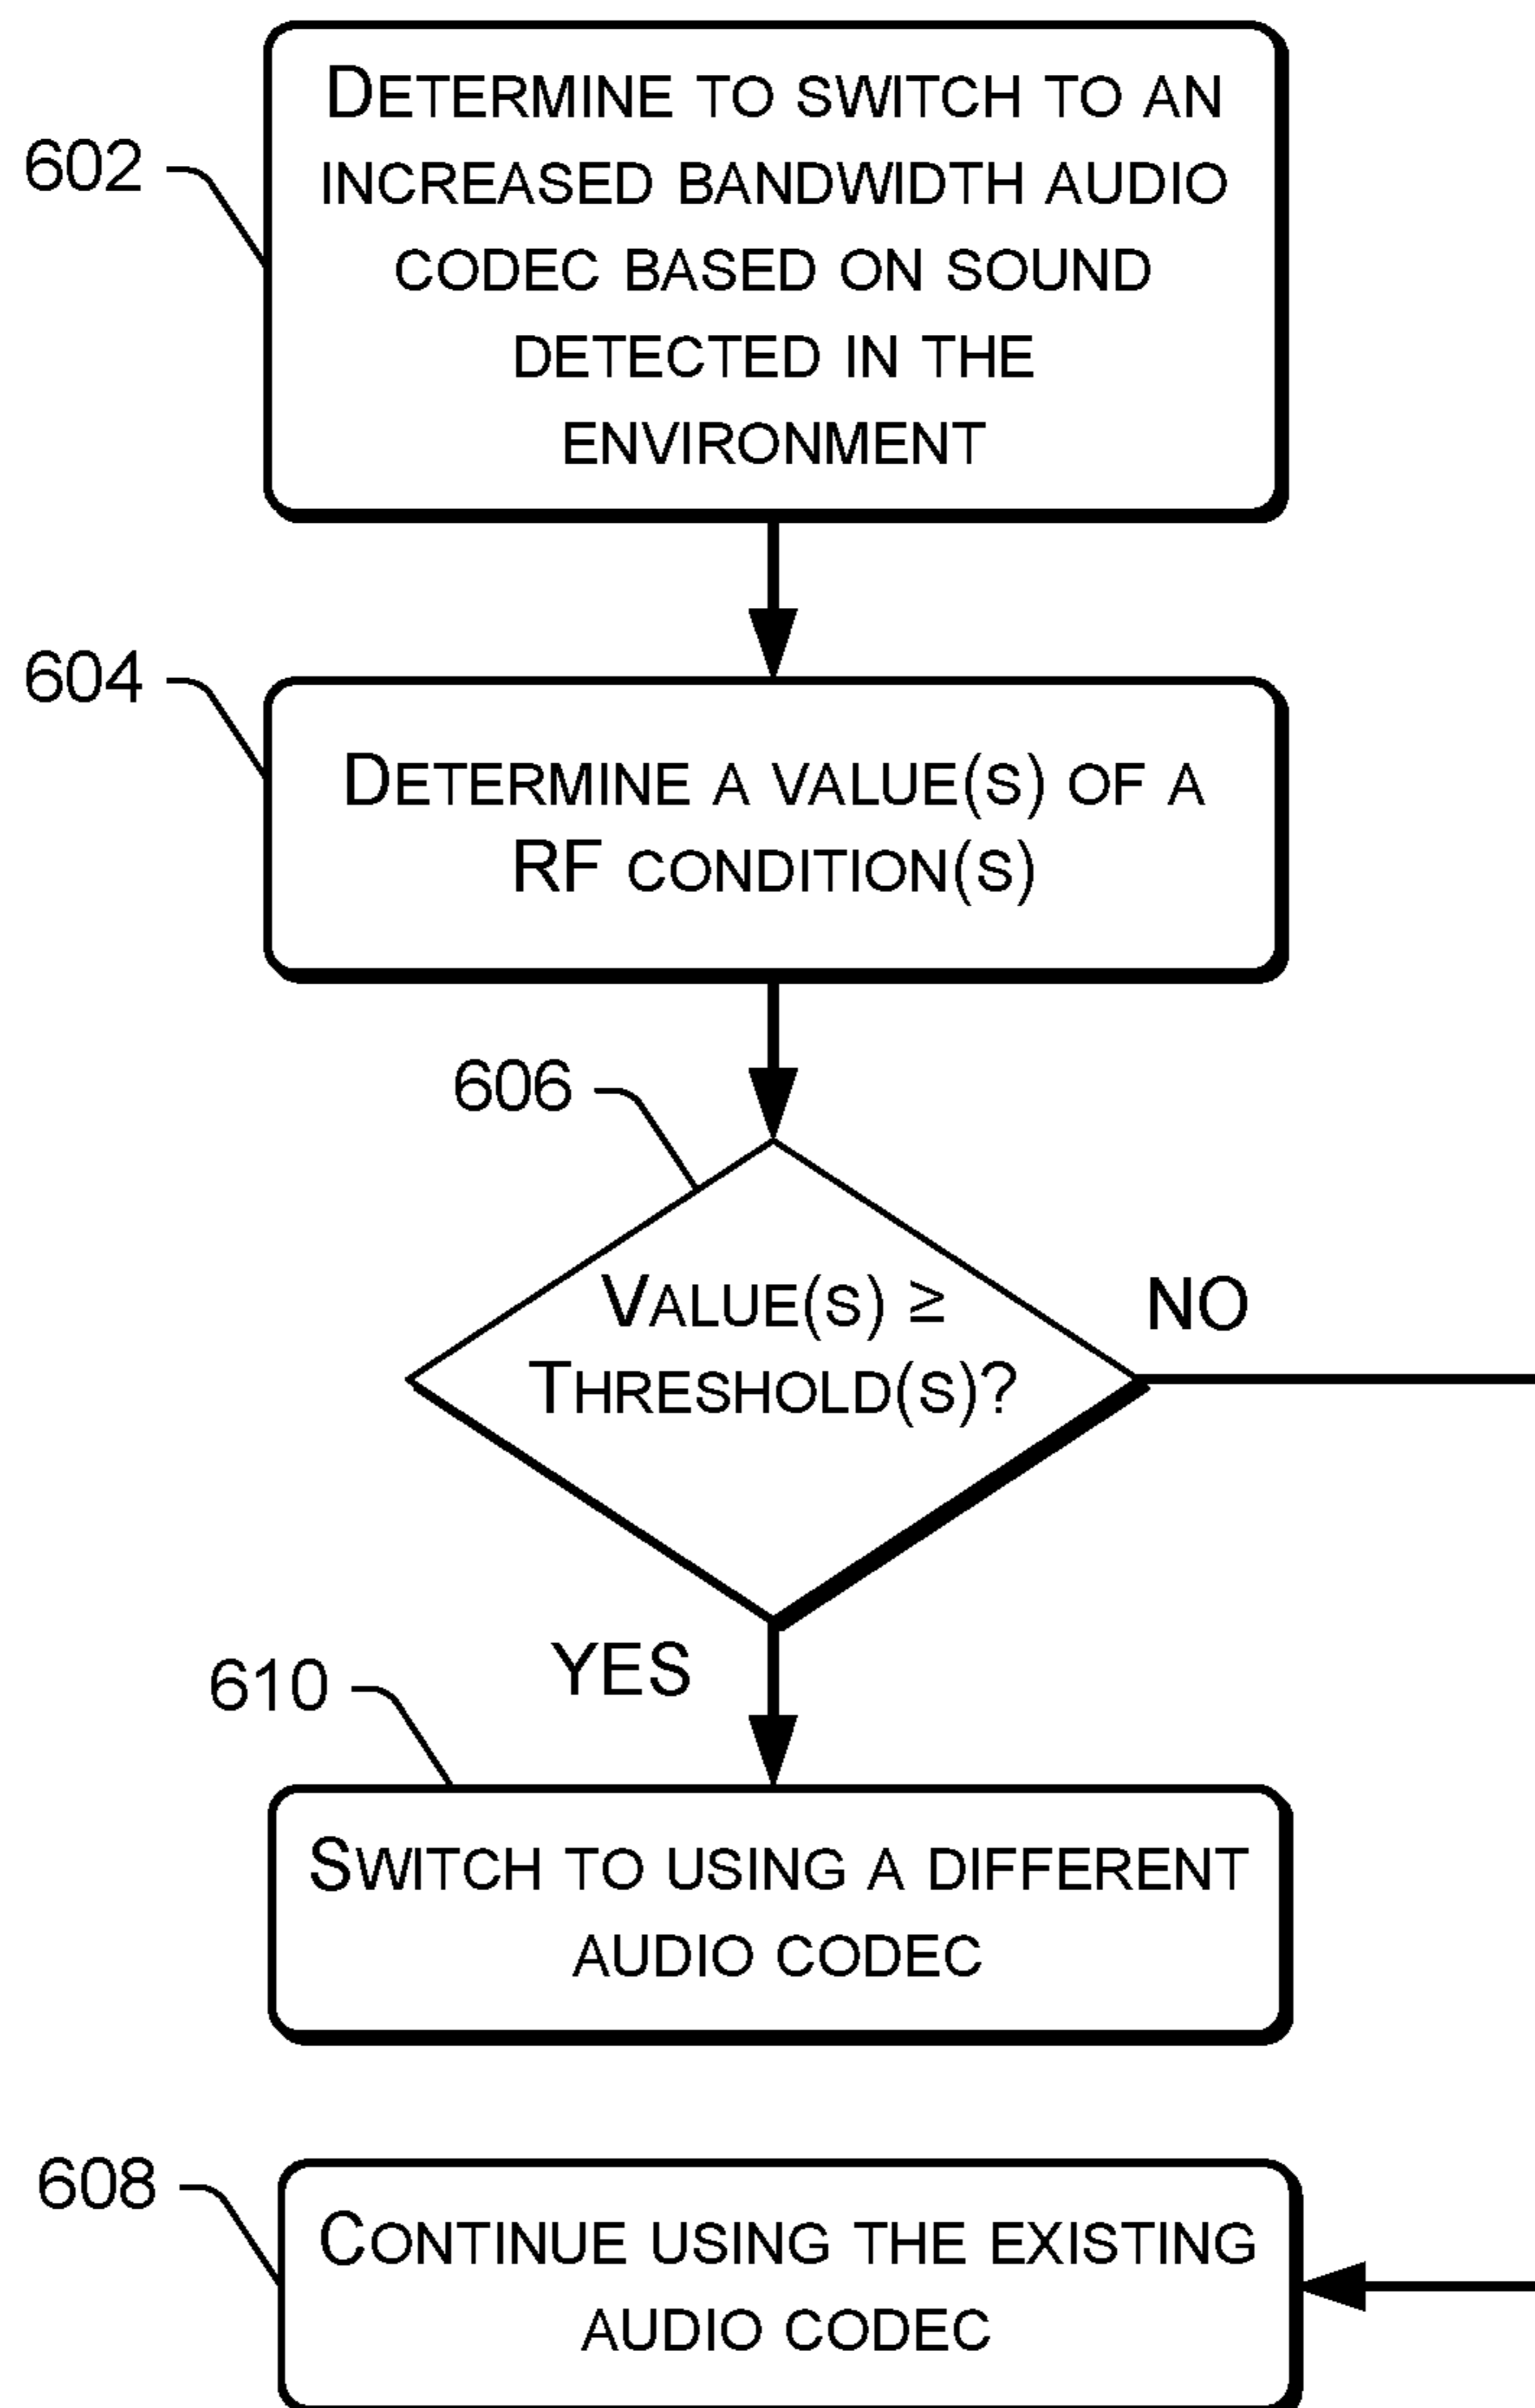 602
DETERMINE TO SWITCH TO AN
INCREASED BANDWIDTH AUDIO
CODEC BASED ON SOUND
DETECTED IN THE
ENVIRONMENT
604
DETERMINE A VALUE(S) OF A
RF CONDITION(S)
606
VALUE(S) ≥
THRESHOLD(S)?
NO
YES
610
SWITCH TO USING A DIFFERENT
AUDIO CODEC
608
CONTINUE USING THE EXISTING
AUDIO CODEC